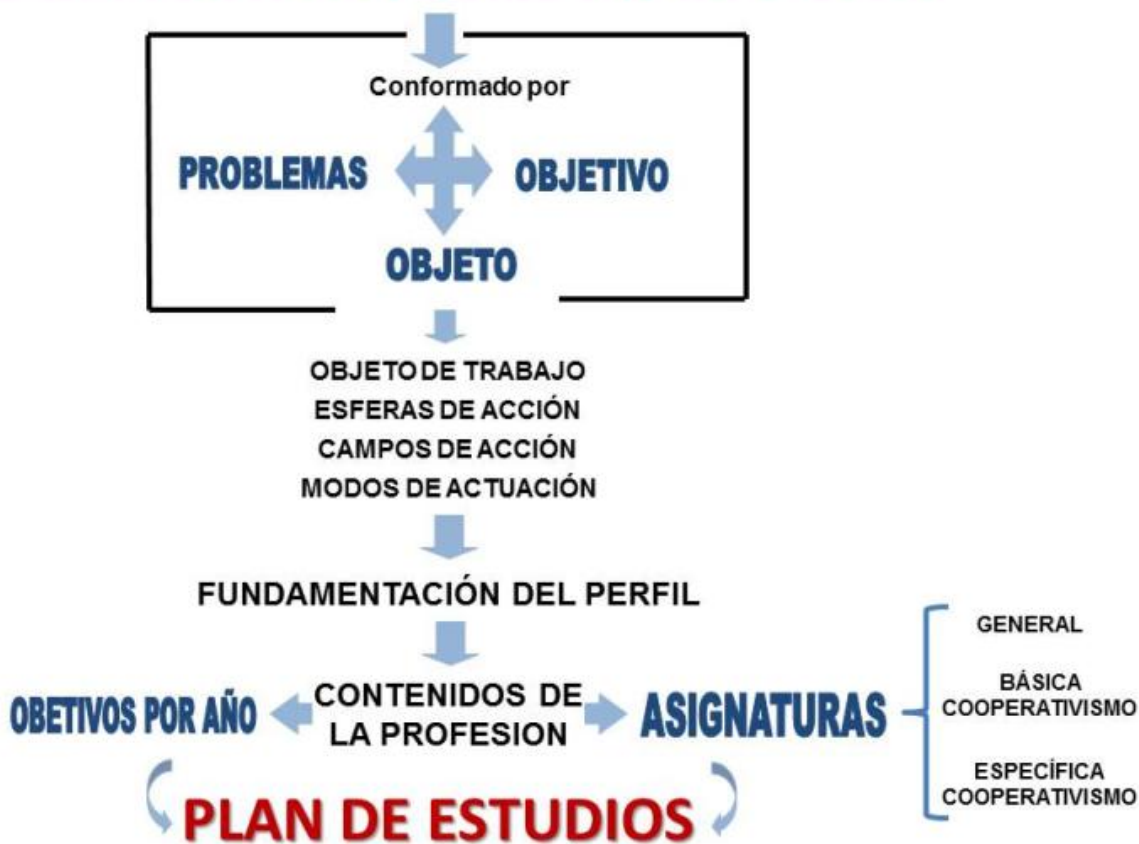 Conformado por
PROBLEMAS
OBJETIVO
OBJETO
OBJETO DE TRABAJO
ESFERAS DE ACCIÓN
CAMPOS DE ACCIÓN
MODOS DE ACTUACIÓN
FUNDAMENTACIÓN DEL PERFIL
OBETIVOS POR AÑO
CONTENIDOS DE
LA PROFESION
ASIGNATURAS
GENERAL
BÁSICA
COOPERATIVISMO
ESPECÍFICA
COOPERATIVISMO
PLAN DE ESTUDIOS